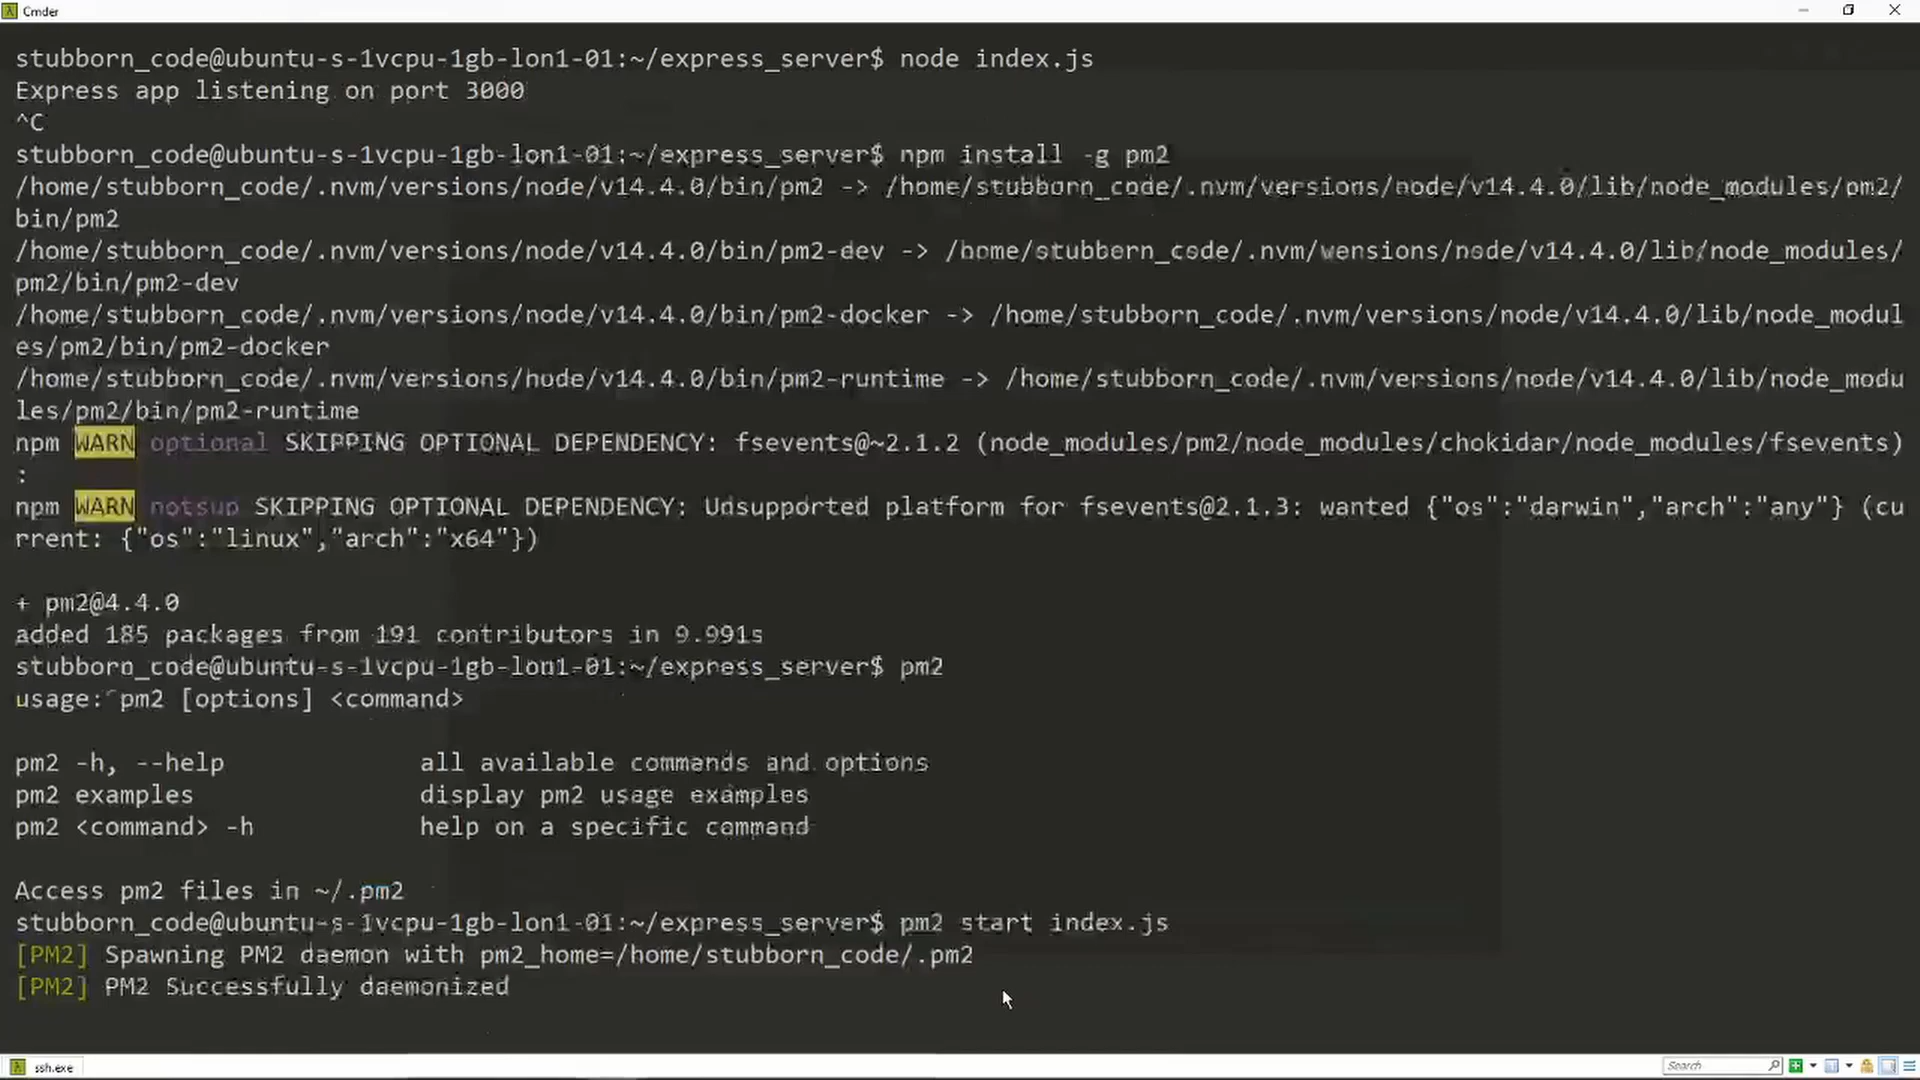 Cmder
stubborn_code@ubuntu-s-1vcpu-1gb-lon1-01:~/express_server$ node index.js
Express app listening on port 3000
^C
stubborn_code@ubuntu-s-1vcpu-1gb-lon1-01:~/express_server$ npm install -g pm2
/home/stubborn_code/.nvm/versions/node/v14.4.0/bin/pm2 -> /home/stubborn_code/.nvm/versions/node/v14.4.0/lib/node_modules/pm2/
bin/pm2
/home/stubborn_code/.nvm/versions/node/v14.4.0/bin/pm2-dev -> /home/stubborn_code/.nvm/versions/node/v14.4.0/lib/node_modules/
pm2/bin/pm2-dev
/home/stubborn_code/.nvm/versions/node/v14.4.0/bin/pm2-docker -> /home/stubborn_code/.nvm/versions/node/v14.4.0/lib/node_modul
es/pm2/bin/pm2-docker
/home/stubborn_code/.nvm/versions/node/v14.4.0/bin/pm2-runtime -> /home/stubborn_code/.nvm/versions/node/v14.4.0/lib/node_modu
les/pm2/bin/pm2-runtime
npm WARN optional SKIPPING OPTIONAL DEPENDENCY: fsevents@~2.1.2 (node_modules/pm2/node_modules/chokidar/node_modules/fsevents)
:
npm WARN notsup SKIPPING OPTIONAL DEPENDENCY: Unsupported platform for fsevents@2.1.3: wanted {"os":"darwin","arch":"any"} (cu
rrent: {"os":"linux","arch":"x64"})
+ pm2@4.4.0
added 185 packages from 191 contributors in 9.991s
stubborn_code@ubuntu-s-1vcpu-1gb-lon1-01:~/express_server$ pm2
usage: pm2 [options] <command>
pm2 -h, --help all available commands and options
pm2 examples display pm2 usage examples
pm2 <command> -h help on a specific command
Access pm2 files in ~/.pm2
stubborn_code@ubuntu-s-1vcpu-1gb-lon1-01:~/express_server$ pm2 start index.js
[PM2] Spawning PM2 daemon with pm2_home=/home/stubborn_code/.pm2
[PM2] PM2 Successfully daemonized
ssh.exe
Search